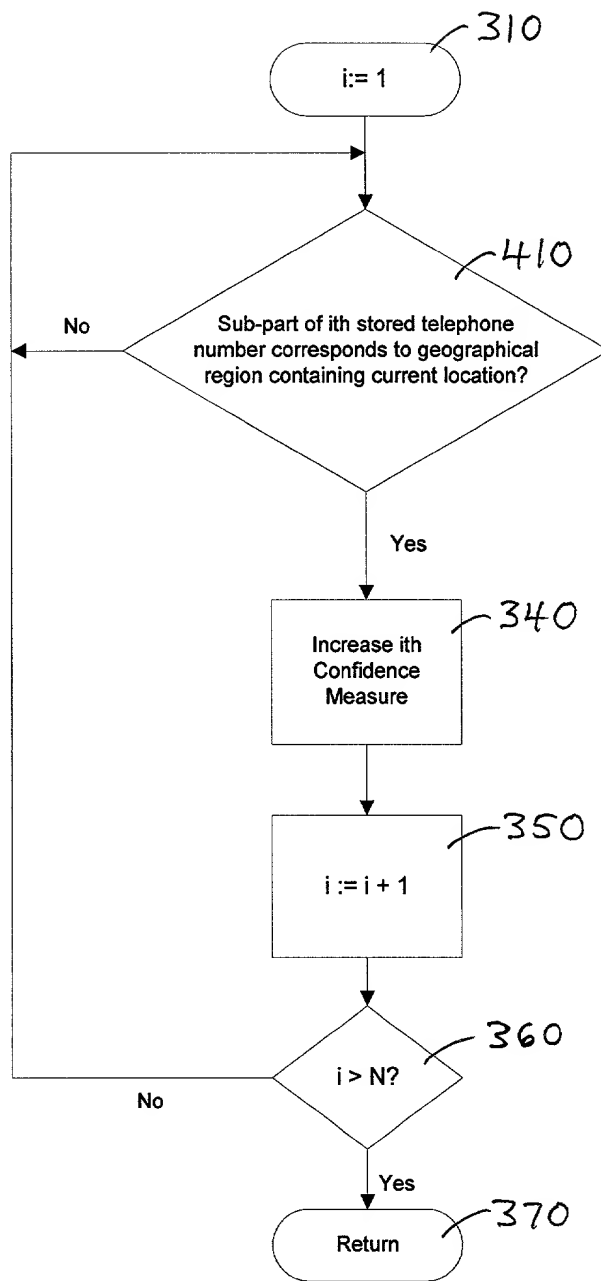 310
i:= 1
410
No
Sub-part of ith stored telephone
number corresponds to geographical
region containing current location?
Yes
340
Increase ith
Confidence
Measure
350
i := i + 1
360
i > N?
No
Yes
370
Return